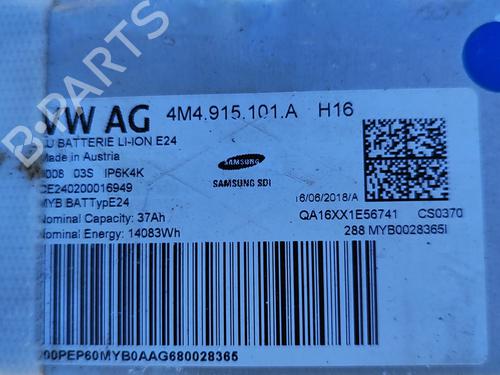 VW AG 4M4.915.101.A H16
BATTERIE LI-ION E24
Made in Austria
03S IP6K4K
CE240200016949
MYB BATTypE24
Nominal Capacity: 37Ah
Nominal Energy: 14083Wh
SAMSUNG
SAMSUNG SDI
16/06/2018/A
QA16XX1E56741 CS0370
288 MYB0028365I
00PEP60MYB0AAG680028365
B-PARTS